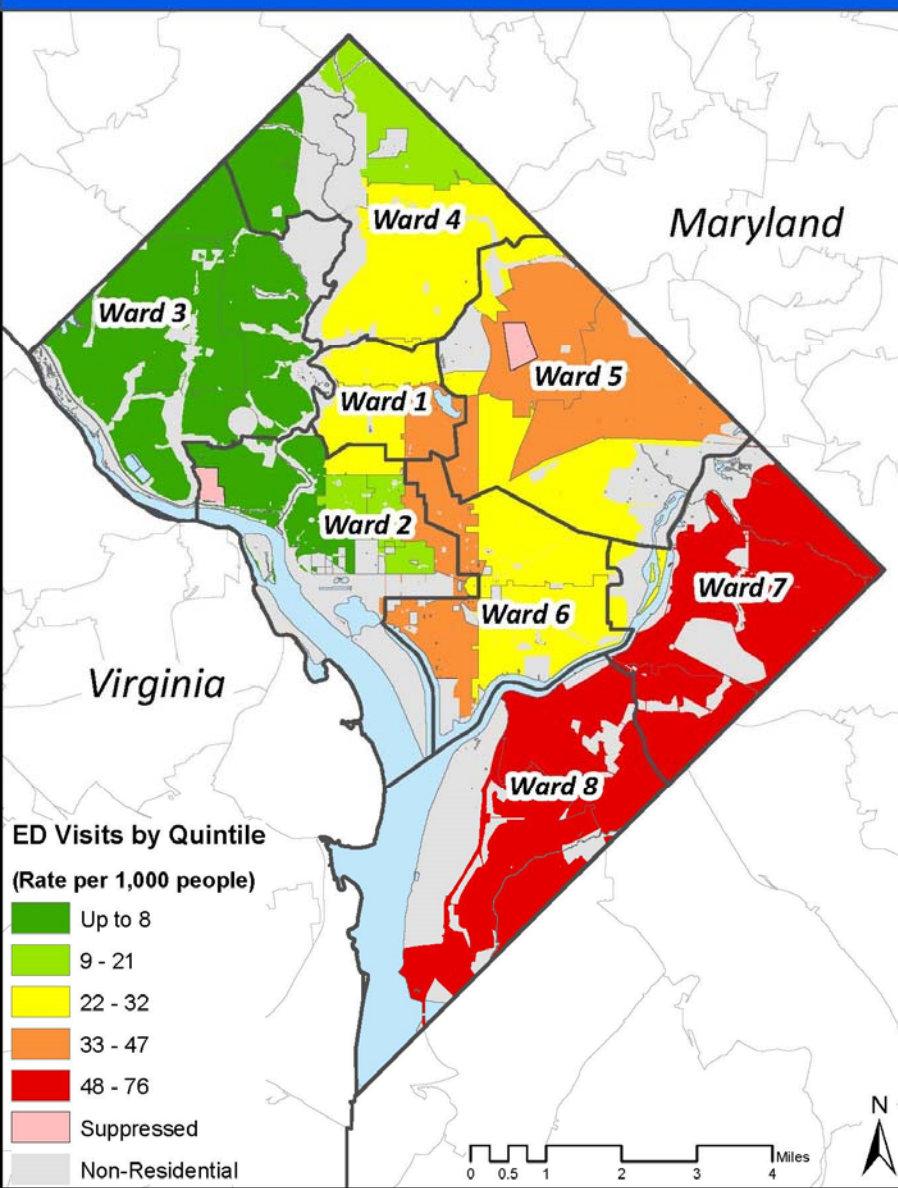 Maryland
Ward 4
Ward 3
Ward 5
Ward 1
Ward 2
Ward 7
Ward 6
Virginia
Ward 8
ED Visits by Quintile
(Rate per 1,000 people)
Up to 8
9 - 21
22 - 32
33 - 47
48 - 76
Suppressed
Non-Residential
N
Miles
0 0.5 1 2 3 4